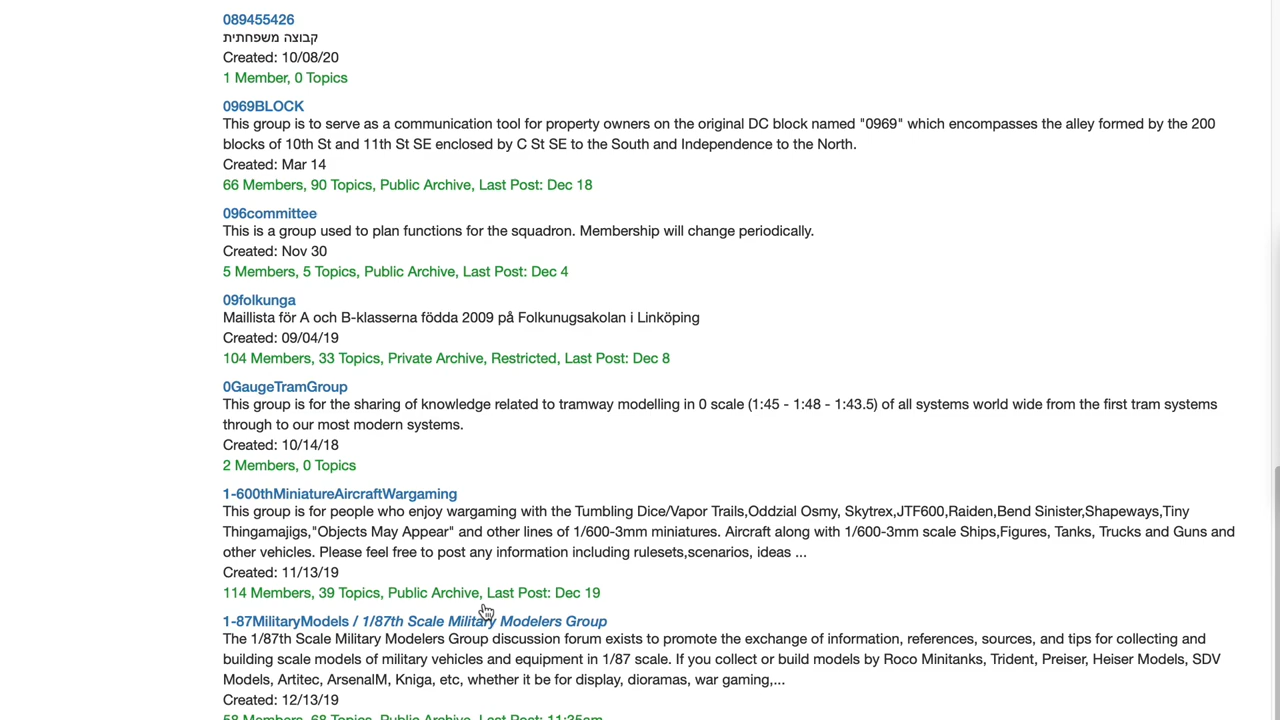 089455426
קבוצה משפחתית
Created: 10/08/20
1 Member, 0 Topics
0969BLOCK
This group is to serve as a communication tool for property owners on the original DC block named "0969" which encompasses the alley formed by the 200
blocks of 10th St and 11th St SE enclosed by C St SE to the South and Independence to the North.
Created: Mar 14
66 Members, 90 Topics, Public Archive, Last Post: Dec 18
096committee
This is a group used to plan functions for the squadron. Membership will change periodically.
Created: Nov 30
5 Members, 5 Topics, Public Archive, Last Post: Dec 4
09folkunga
Maillista för A och B-klasserna födda 2009 på Folkunugsakolan i Linköping
Created: 09/04/19
104 Members, 33 Topics, Private Archive, Restricted, Last Post: Dec 8
0GaugeTramGroup
This group is for the sharing of knowledge related to tramway modelling in 0 scale (1:45 - 1:48 - 1:43.5) of all systems world wide from the first tram systems
through to our most modern systems.
Created: 10/14/18
2 Members, 0 Topics
1-600thMiniatureAircraftWargaming
This group is for people who enjoy wargaming with the Tumbling Dice/Vapor Trails,Oddzial Osmy, Skytrex,JTF600,Raiden,Bend Sinister,Shapeways,Tiny
Thingamajigs,"Objects May Appear" and other lines of 1/600-3mm miniatures. Aircraft along with 1/600-3mm scale Ships,Figures, Tanks, Trucks and Guns and
other vehicles. Please feel free to post any information including rulesets,scenarios, ideas ...
Created: 11/13/19
114 Members, 39 Topics, Public Archive, Last Post: Dec 19
1-87MilitaryModels / 1/87th Scale Military Modelers Group
The 1/87th Scale Military Modelers Group discussion forum exists to promote the exchange of information, references, sources, and tips for collecting and
building scale models of military vehicles and equipment in 1/87 scale. If you collect or build models by Roco Minitanks, Trident, Preiser, Heiser Models, SDV
Models, Artitec, ArsenalM, Kniga, etc, whether it be for display, dioramas, war gaming,...
Created: 12/13/19
58 Members, 68 Topics, Public Archive, Last Post: 11:35am